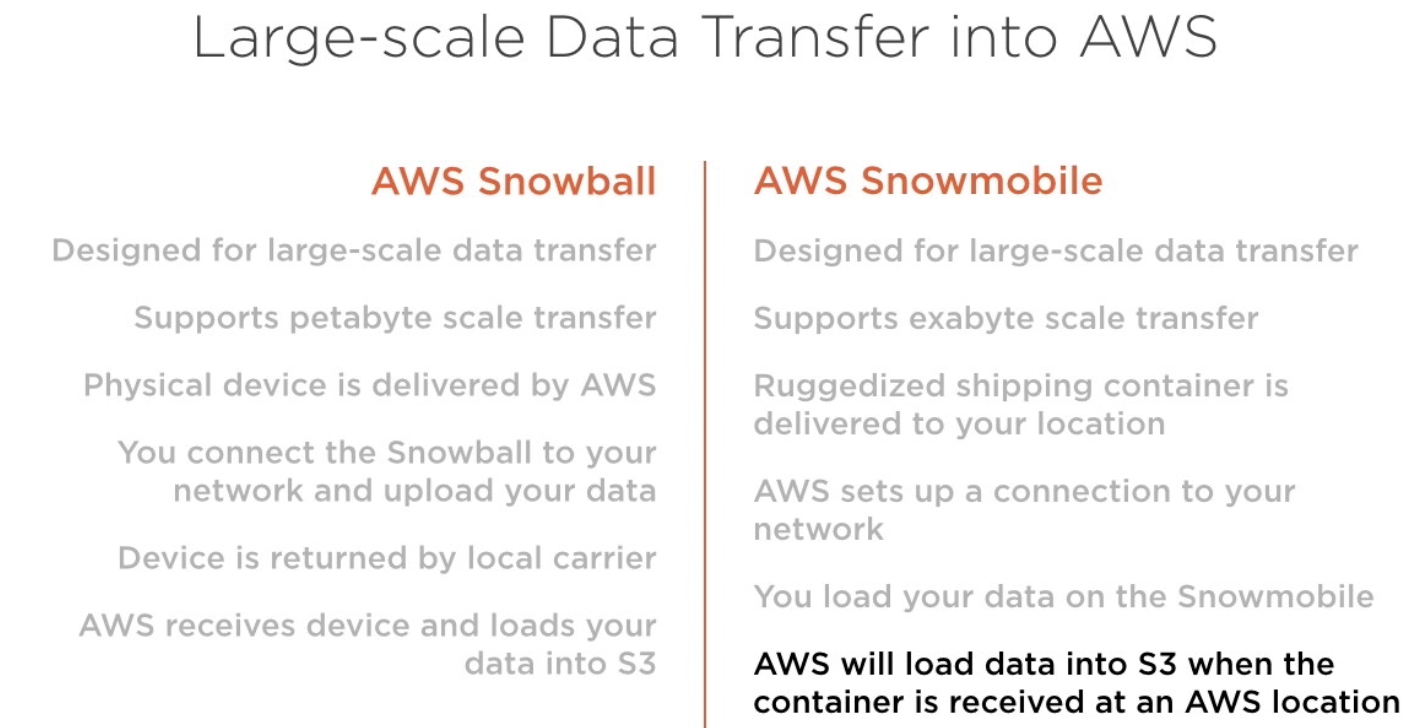 Large-scale Data Transfer into AWS
AWS Snowball
Designed for large-scale data transfer
Supports petabyte scale transfer
Physical device is delivered by AWS
You connect the Snowball to your
network and upload your data
Device is returned by local carrier
AWS receives device and loads your
data into S3
AWS Snowmobile
Designed for large-scale data transfer
Supports exabyte scale transfer
Ruggedized shipping container is
delivered to your location
AWS sets up a connection to your
network
You load your data on the Snowmobile
AWS will load data into S3 when the
container is received at an AWS location